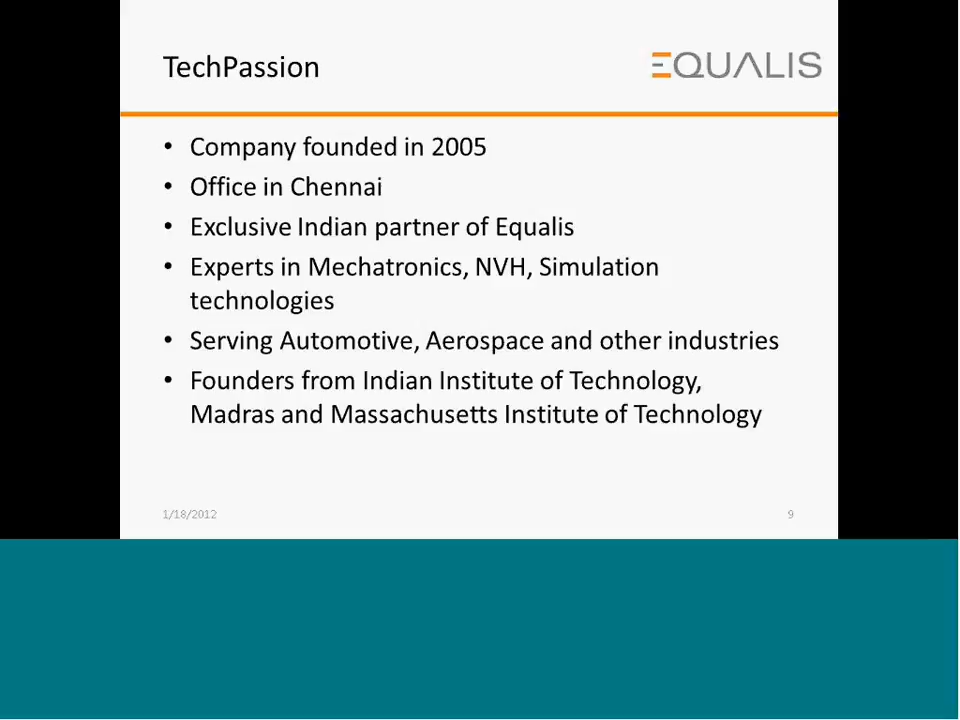 TechPassion
EQUALIS
• Company founded in 2005
• Office in Chennai
• Exclusive Indian partner of Equalis
• Experts in Mechatronics, NVH, Simulation
technologies
• Serving Automotive, Aerospace and other industries
• Founders from Indian Institute of Technology,
Madras and Massachusetts Institute of Technology
1/18/2012
9